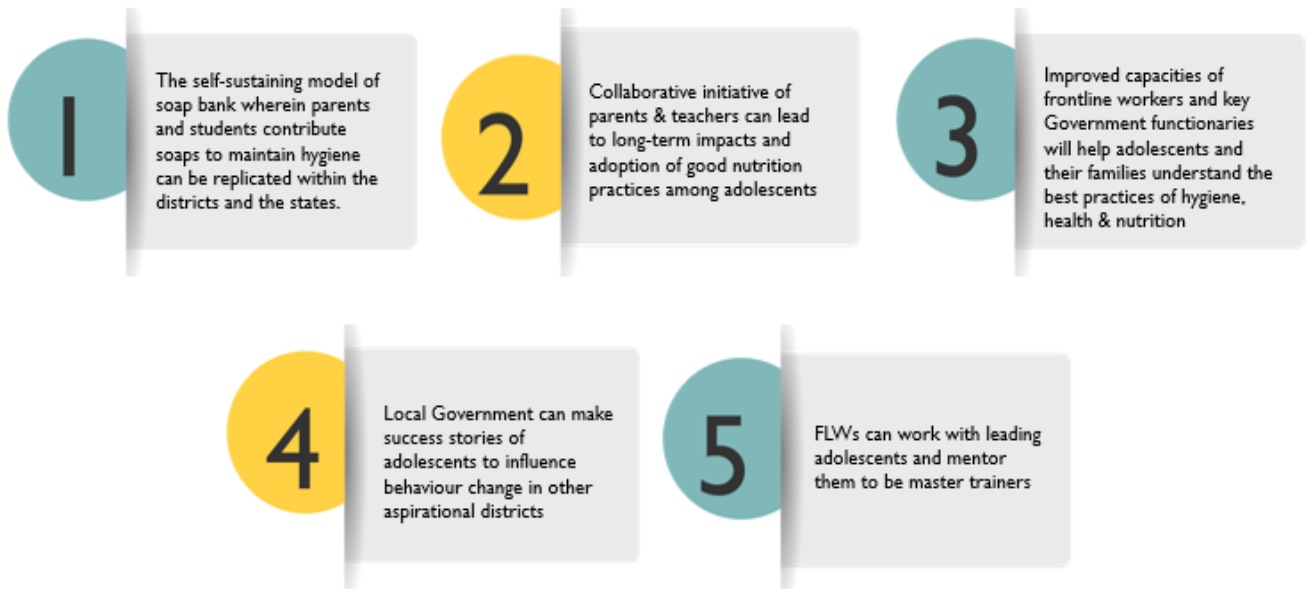 1
The self-sustaining model of
soap bank wherein parents
and students contribute
soaps to maintain hygiene
can be replicated within the
districts and the states.
2
Collaborative initiative of
parents & teachers can lead
to long-term impacts and
adoption of good nutrition
practices among adolescents
3
Improved capacities of
frontline workers and key
Government functionaries
will help adolescents and
their families understand the
best practices of hygiene,
health & nutrition
4
Local Government can make
success stories of
adolescents to influence
behaviour change in other
aspirational districts
5
FLWs can work with leading
adolescents and mentor
them to be master trainers